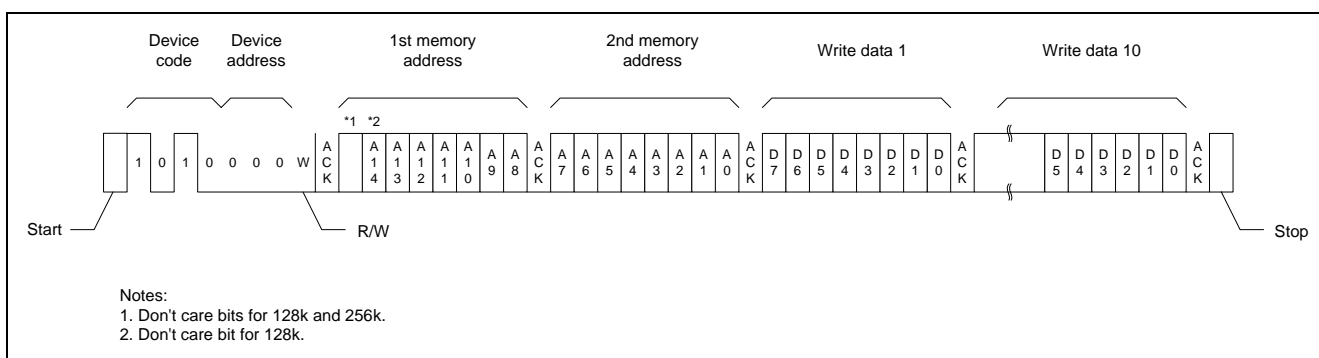 Device code
Device address
1st memory address
2nd memory address
Write data 1
Write data 10
*1 *2
1 0 1 0 0 0 0 W ACK A14 A13 A12 A11 A10 A9 A8 ACK A7 A6 A5 A4 A3 A2 A1 A0 ACK D7 D6 D5 D4 D3 D2 D1 D0 ACK D5 D4 D3 D2 D1 D0 ACK
Start
R/W
Stop
Notes:
1. Don't care bits for 128k and 256k.
2. Don't care bit for 128k.